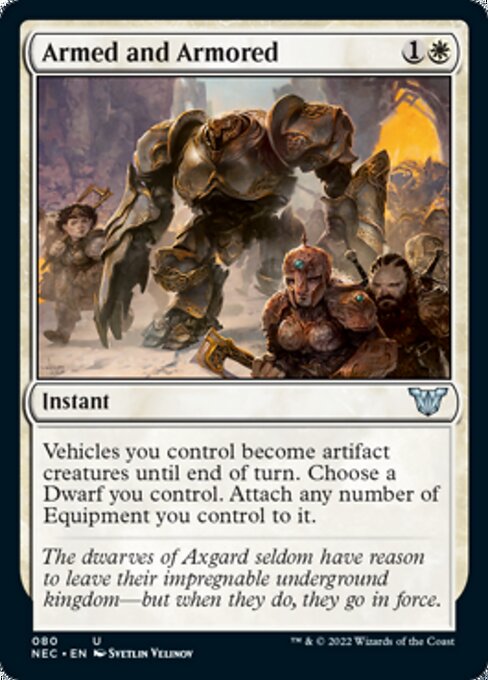 Armed and Armored 1
Instant
Vehicles you control become artifact
creatures until end of turn. Choose a
Dwarf you control. Attach any number of
Equipment you control to it.
The dwarves of Axgard seldom have reason
to leave their impregnable underground
kingdom—but when they do, they go in force.
080 U
NEC • EN Svetlin Velinov
™ & © 2022 Wizards of the Coast